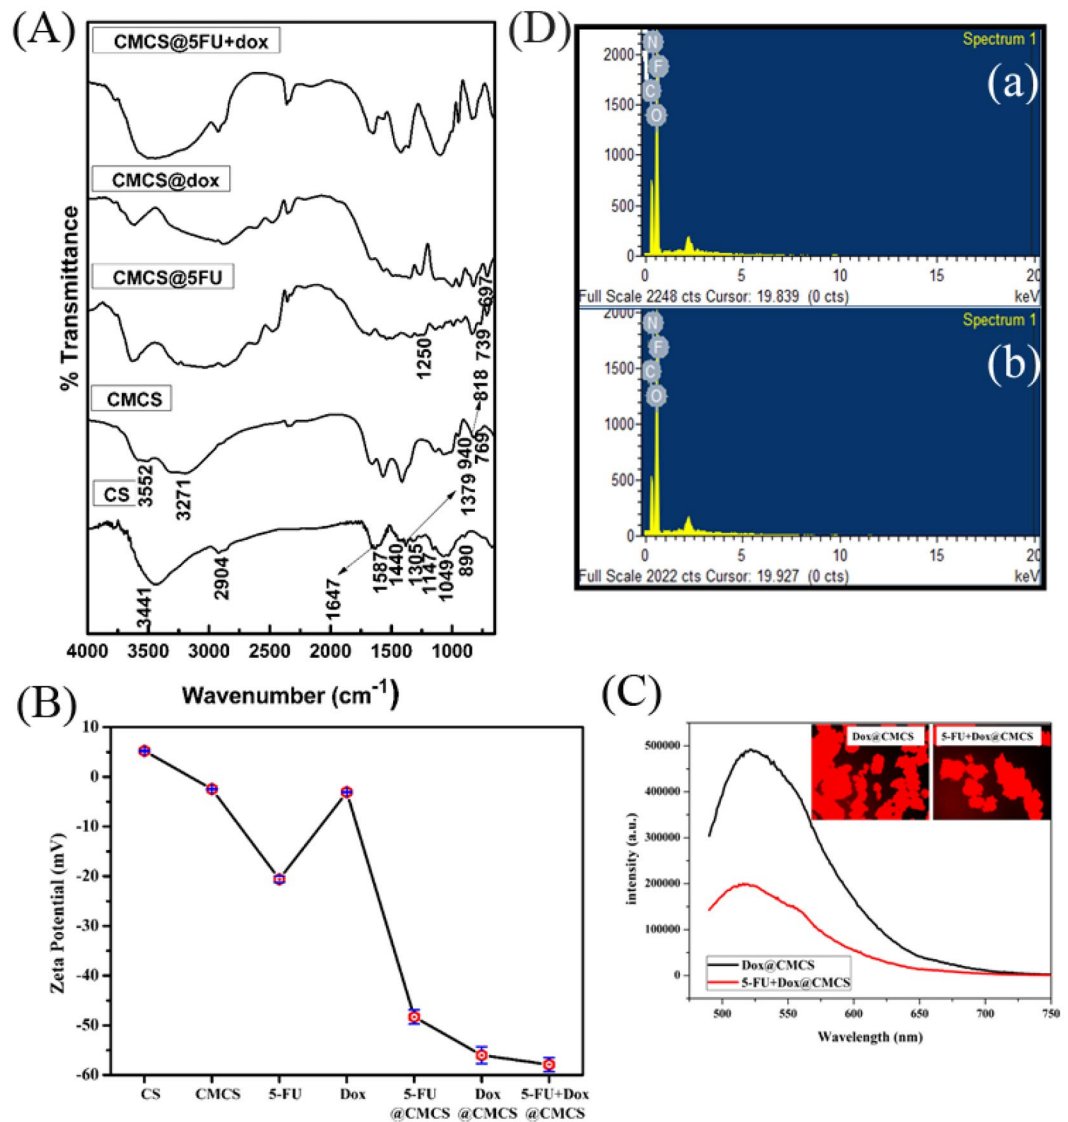 (A)
CMCS@5FU+dox
CMCS@dox
CMCS@5FU
CMCS
CS
697
1250
739
818
769
940
1379
3552
3271
3441
2904
1647
1587
1440
1305
1147
1049
890
% Transmittance
4000 3500 3000 2500 2000 1500 1000
Wavenumber (cm-1)
(D)
2000
1500
1000
500
0
N
F
C
O
Spectrum 1
(a)
0 5 10 15 20
Full Scale 2248 cts Cursor: 19.839 (0 cts) keV
2000
1500
1000
500
0
N
F
C
O
Spectrum 1
(b)
0 5 10 15 20
Full Scale 2022 cts Cursor: 19.927 (0 cts) keV
(B)
10
0
-10
-20
-30
-40
-50
-60
Zeta Potential (mV)
CS CMCS 5-FU Dox 5-FU Dox 5-FU+Dox
@CMCS @CMCS @CMCS
(C)
500000
400000
300000
200000
100000
0
intensity (a.u.)
Dox@CMCS
5-FU+Dox@CMCS
Dox@CMCS
5-FU+Dox@CMCS
500 550 600 650 700 750
Wavelength (nm)